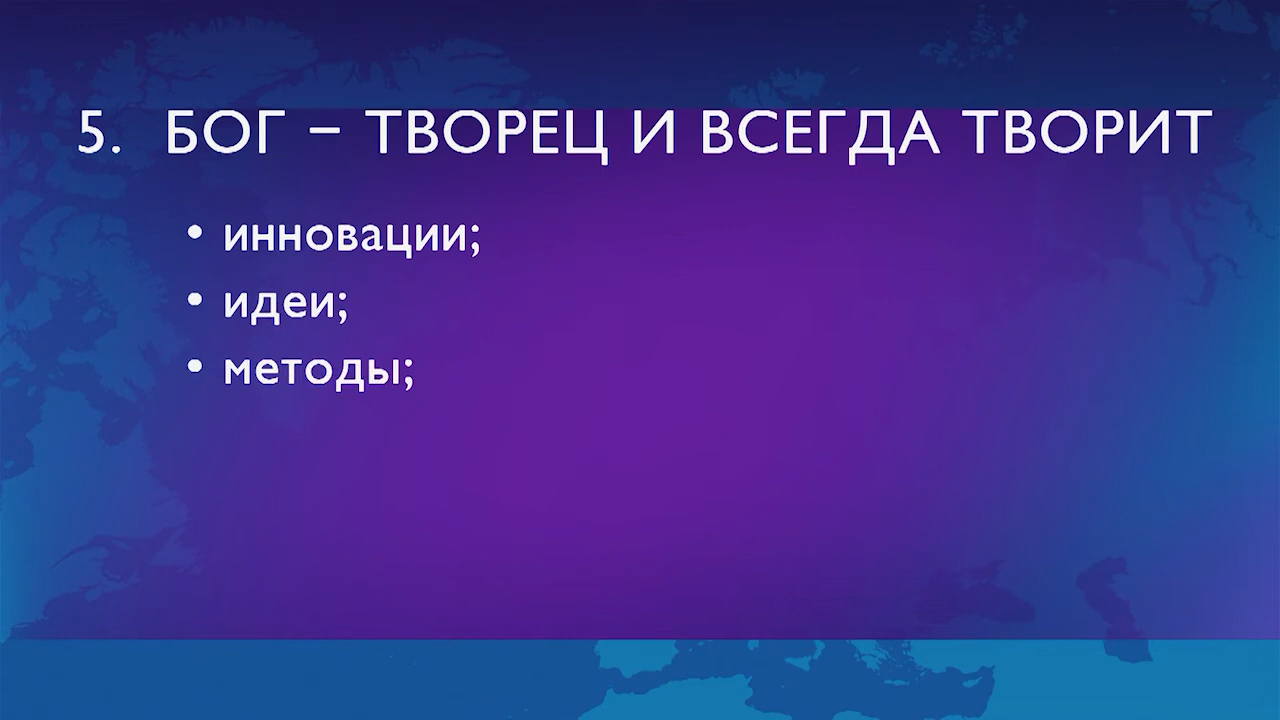 5. БОГ – ТВОРЕЦ И ВСЕГДА ТВОРИТ
• инновации;
• идеи;
• методы;